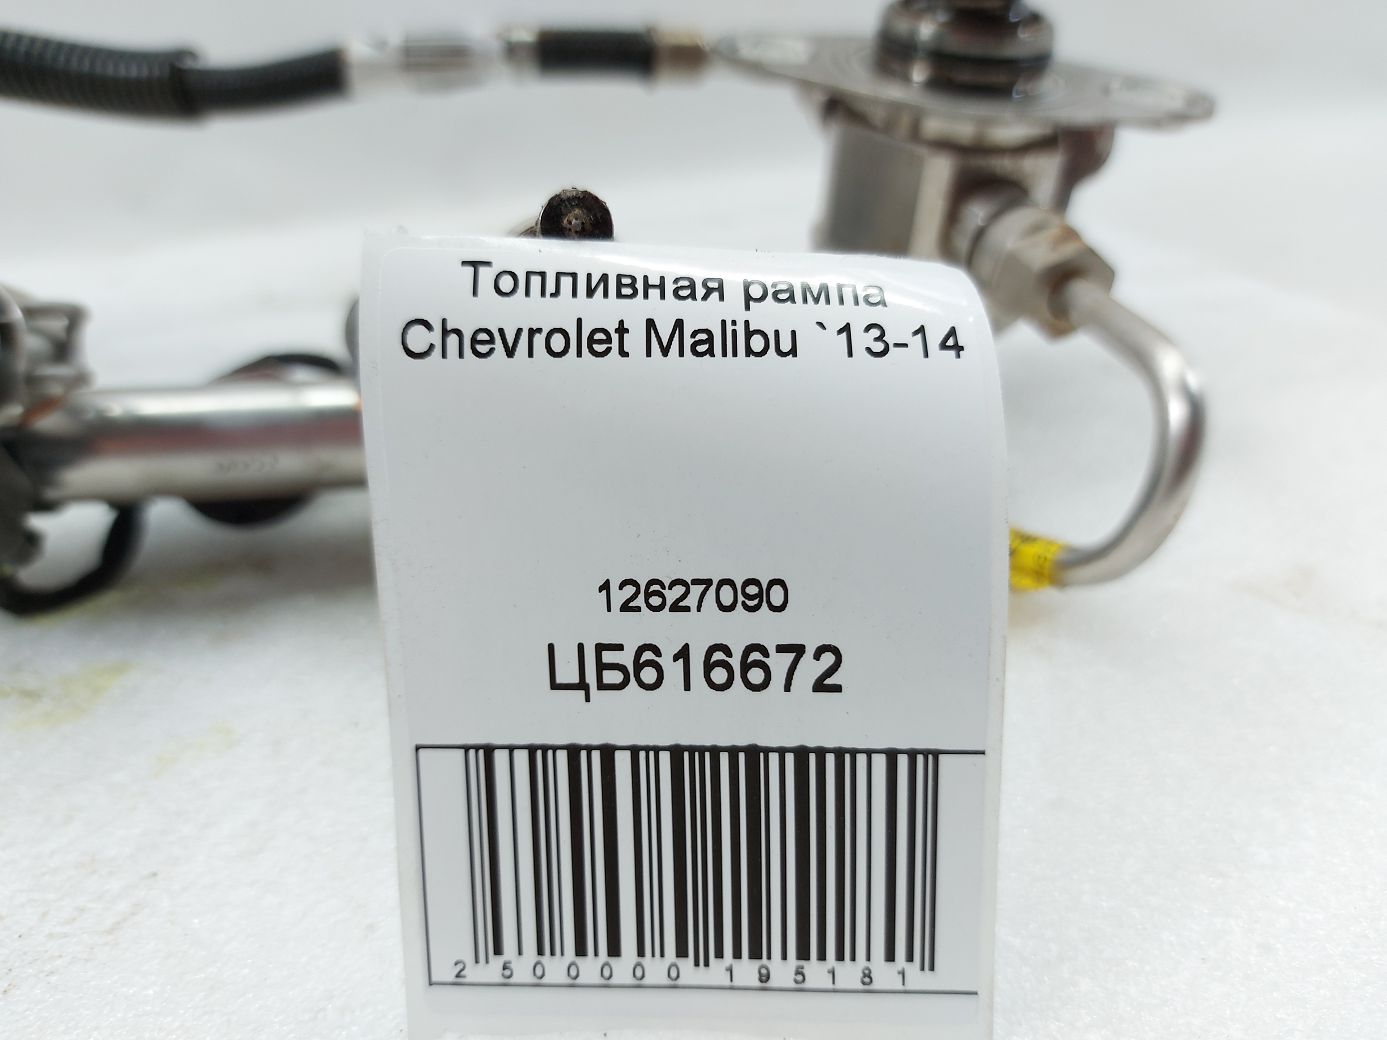 Топливная рампа
Chevrolet Malibu `13-14
12627090
ЦБ616672
2 500000 195181